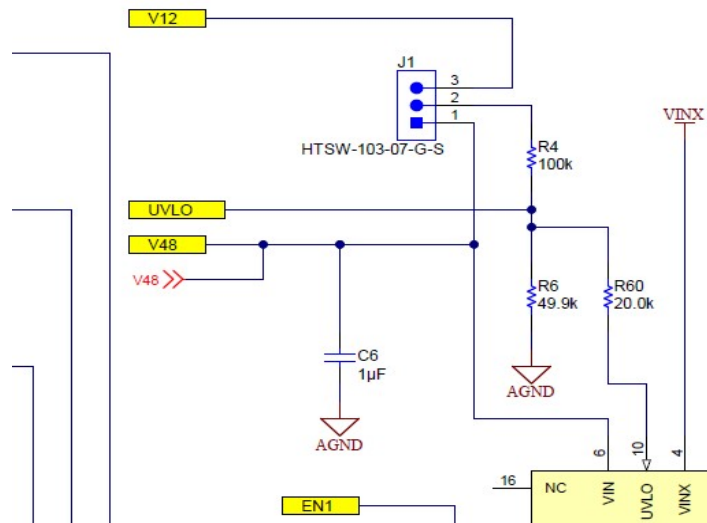 V12
J1
3
2
1
HTSW-103-07-G-S
VINX
R4
100k
UVLO
V48
V48
R6
49.9k
R60
20.0k
C6
1µF
AGND
AGND
6
10
4
16
NC
VIN
UVLO
VINX
EN1